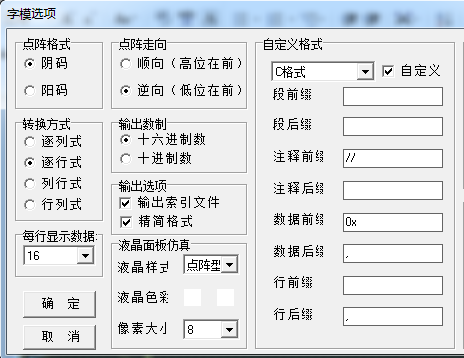 字模选项
点阵格式
阴码
阳码
点阵走向
顺向（高位在前）
逆向（低位在前）
自定义格式
C格式
自定义
段前缀
段后缀
注释前缀 //
注释后缀
数据前缀 0x
数据后缀 ,
行前缀
行后缀 ,
转换方式
逐列式
逐行式
列行式
行列式
输出数制
十六进制数
十进制数
输出选项
输出索引文件
精简格式
每行显示数据:
16
液晶面板仿真
液晶样式 点阵型
液晶色彩
像素大小 8
确 定
取 消